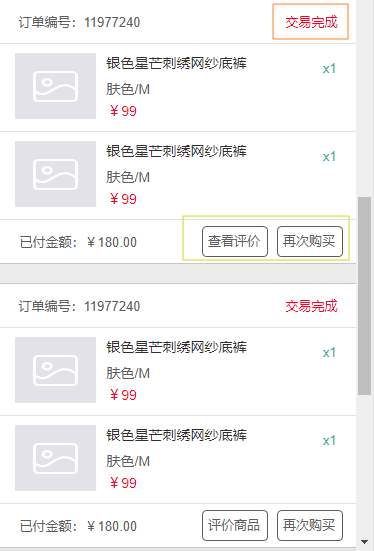 订单编号：11977240 交易完成
银色星芒刺绣网纱底裤 x1
肤色/M
￥99
银色星芒刺绣网纱底裤 x1
肤色/M
￥99
已付金额：￥180.00 查看评价 再次购买
订单编号：11977240 交易完成
银色星芒刺绣网纱底裤 x1
肤色/M
￥99
银色星芒刺绣网纱底裤 x1
肤色/M
￥99
已付金额：￥180.00 评价商品 再次购买